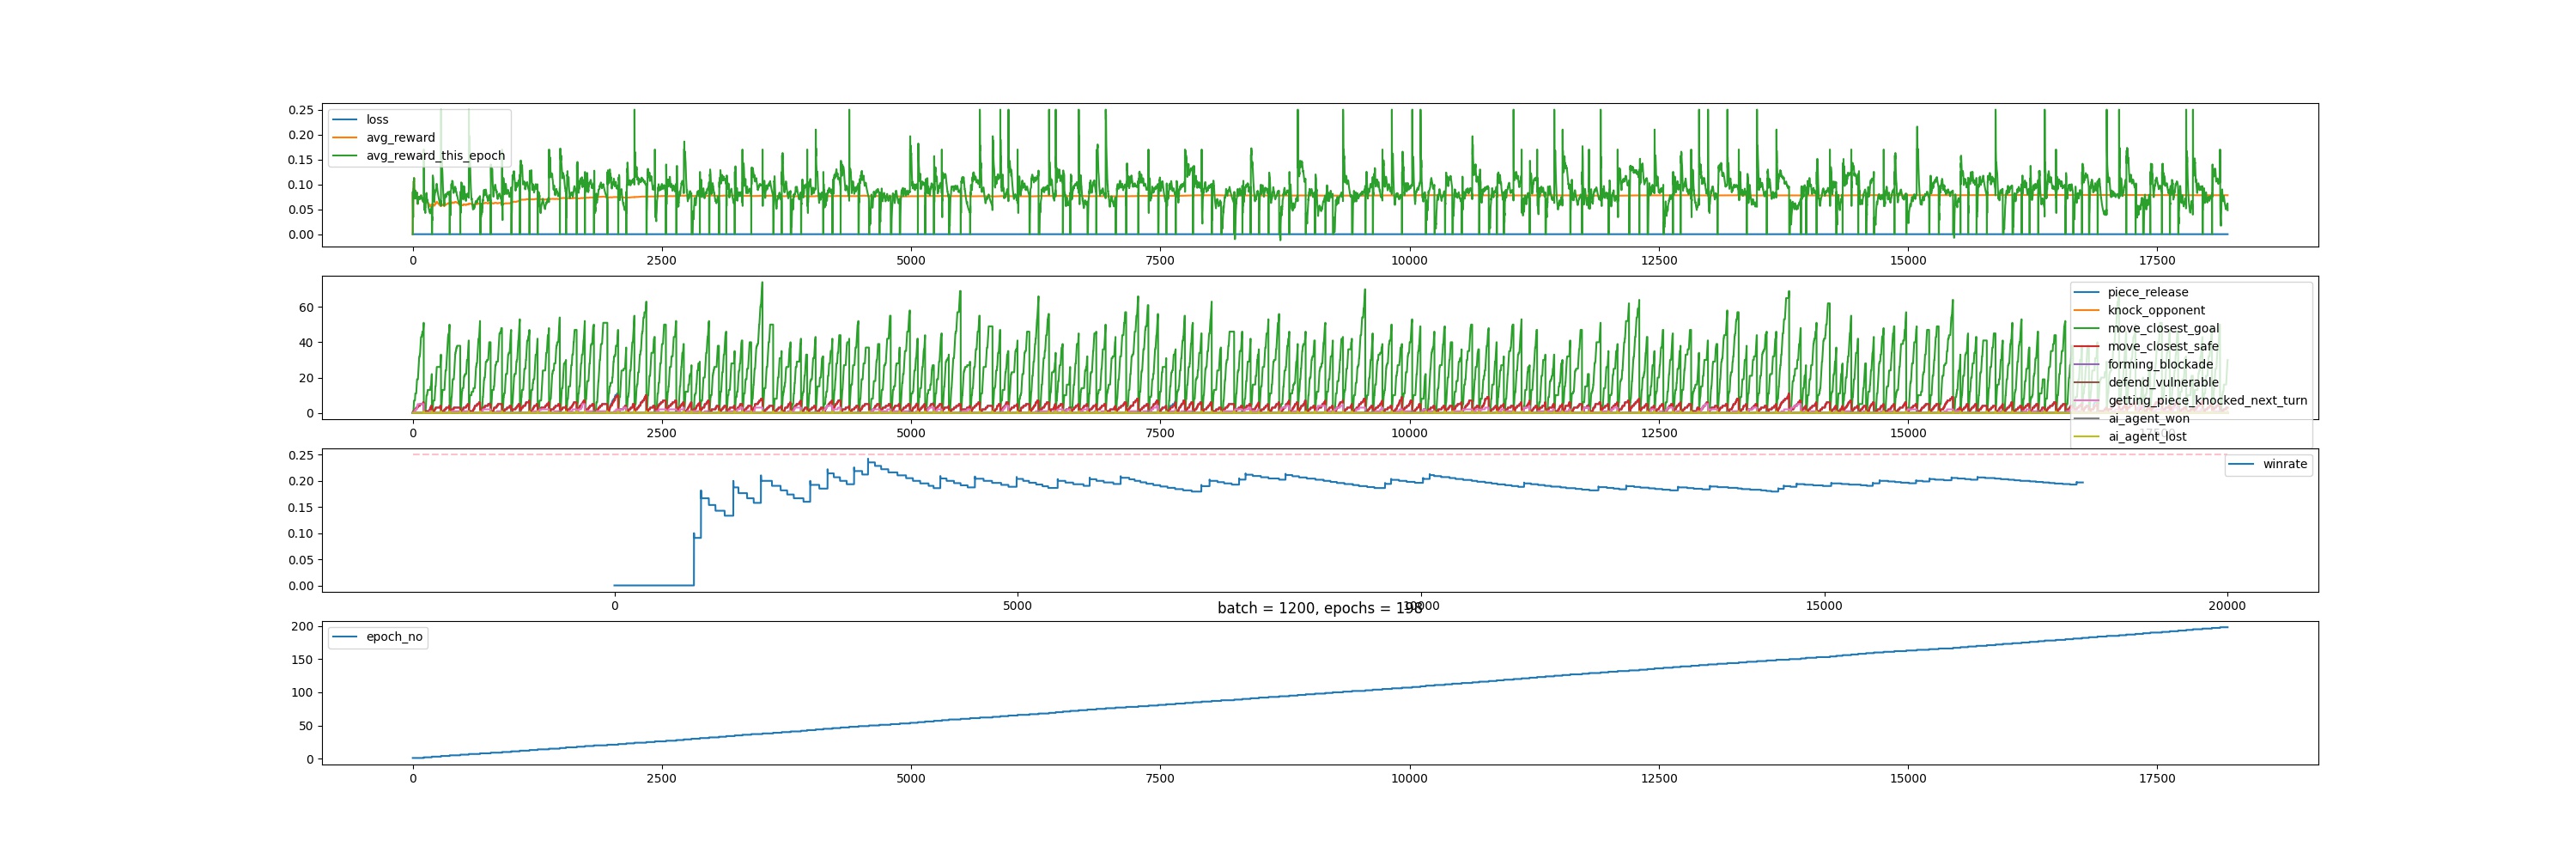 0.25
0.20
0.15
0.10
0.05
0.00
loss
avg_reward
avg_reward_this_epoch
0 2500 5000 7500 10000 12500 15000 17500
60
40
20
0
piece_release
knock_opponent
move_closest_goal
move_closest_safe
forming_blockade
defend_vulnerable
getting_piece_knocked_next_turn
ai_agent_won
ai_agent_lost
0 2500 5000 7500 10000 12500 15000 17500
0.25
0.20
0.15
0.10
0.05
0.00
winrate
0 5000 10000 15000 20000
batch = 1200, epochs = 198
200
150
100
50
0
epoch_no
0 2500 5000 7500 10000 12500 15000 17500